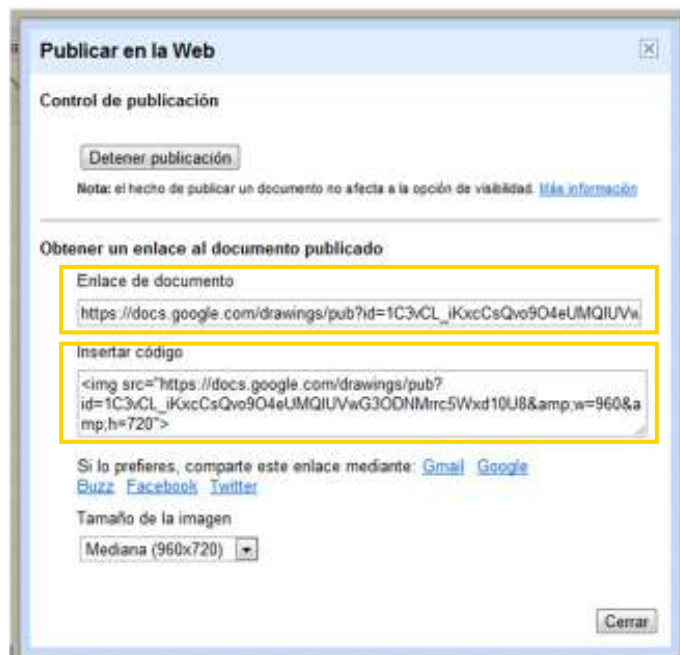 Publicar en la Web
Control de publicación
Detener publicación
Nota: el hecho de publicar un documento no afecta a la opción de visibilidad. Más información
Obtener un enlace al documento publicado
Enlace de documento
https://docs.google.com/drawings/pub?id=1C3vCL_iKxcCsQvo9O4eUMQIUVw
Insertar código
<img src="https://docs.google.com/drawings/pub?
id=1C3vCL_iKxcCsQvo9O4eUMQIUVwG3ODNMrrc5Wxd10U8&amp;w=960&a
mp;h=720">
Si lo prefieres, comparte este enlace mediante: Gmail Google
Buzz Facebook Twitter
Tamaño de la imagen
Mediana (960x720)
Cerrar